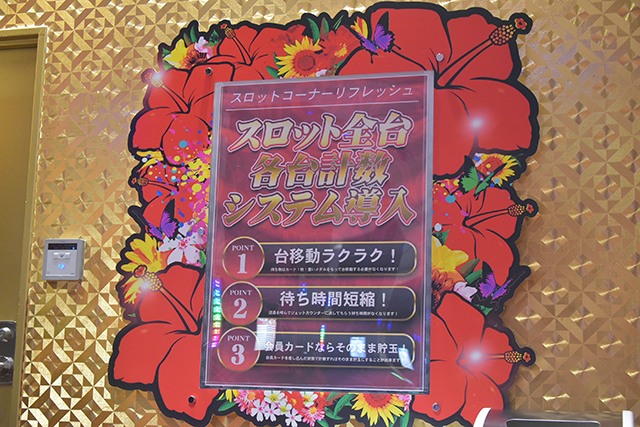 スロットコーナーリフレッシュ
スロット全台
各台計数
システム導入
POINT
1
台移動ラクラク！
POINT
2
待ち時間短縮！
POINT
3
会員カードならそのまま貯玉！